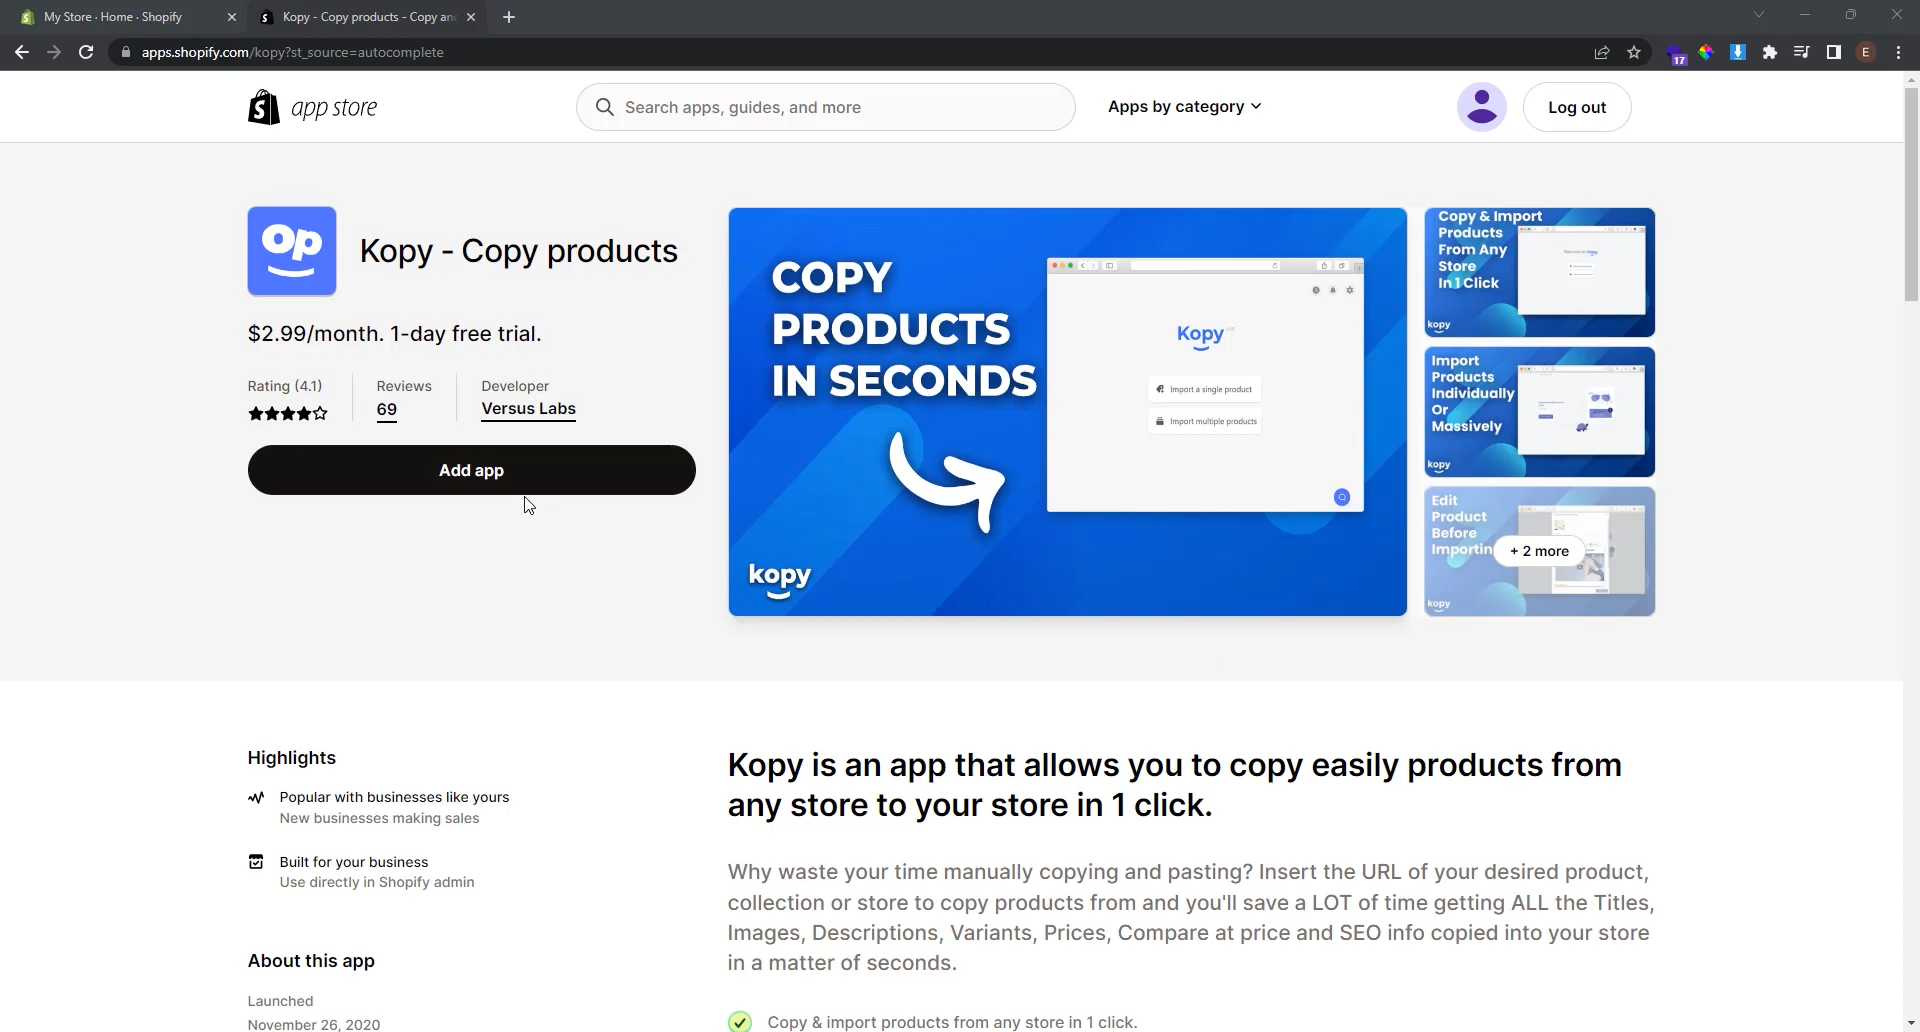 My Store · Home · Shopify
Kopy - Copy products - Copy an
apps.shopify.com/kopy?st_source=autocomplete
17
E
app store
Search apps, guides, and more
Apps by category
Log out
op
Kopy - Copy products
$2.99/month. 1-day free trial.
Rating (4.1)
Reviews
69
Developer
Versus Labs
Add app
COPY
PRODUCTS
IN SECONDS
Kopy
Import a single product
Import multiple products
kopy
Copy & Import
Products
From Any
Store
In 1 Click
kopy
Import
Products
Individually
Or
Massively
kopy
Edit
Product
Before
Importin
+ 2 more
kopy
Highlights
Popular with businesses like yours
New businesses making sales
Built for your business
Use directly in Shopify admin
About this app
Launched
November 26, 2020
Kopy is an app that allows you to copy easily products from
any store to your store in 1 click.
Why waste your time manually copying and pasting? Insert the URL of your desired product,
collection or store to copy products from and you'll save a LOT of time getting ALL the Titles,
Images, Descriptions, Variants, Prices, Compare at price and SEO info copied into your store
in a matter of seconds.
Copy & import products from any store in 1 click.